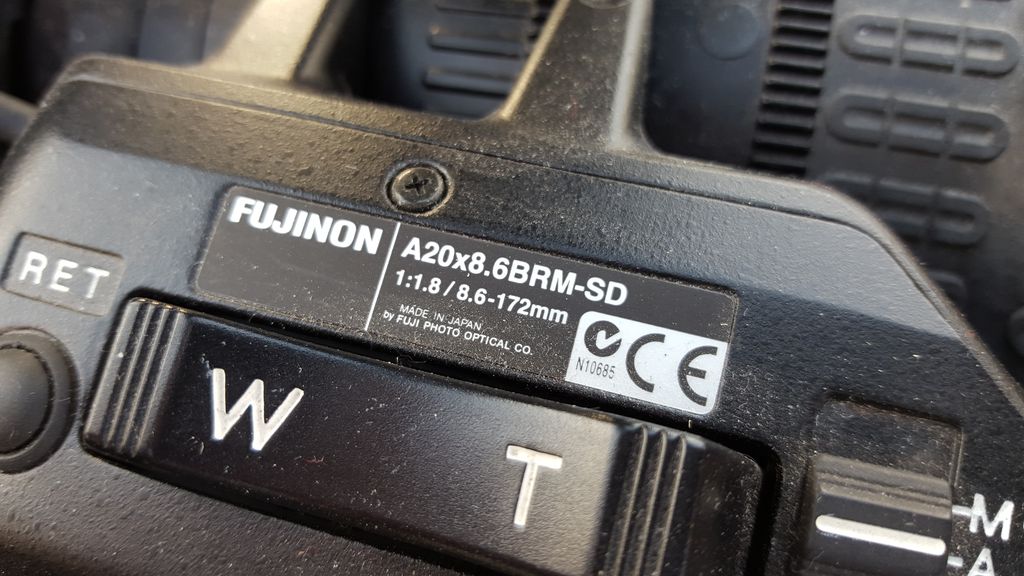 RET
FUJINON
A20x8.6BRM-SD
1:1.8 / 8.6-172mm
MADE IN JAPAN
by FUJI PHOTO OPTICAL CO.
N10685
CE
W
T
M
A